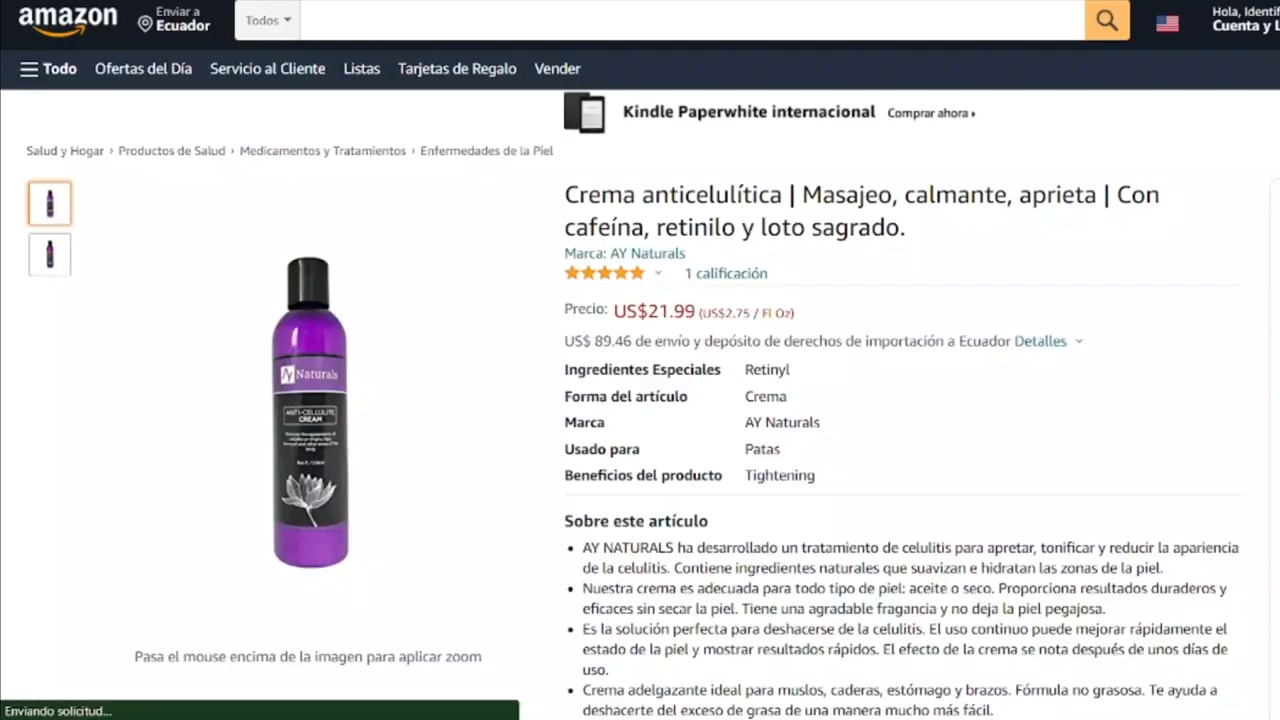 amazon
Enviar a
Ecuador
Todos
Hola, Identif
Cuenta y L
Todo
Ofertas del Día
Servicio al Cliente
Listas
Tarjetas de Regalo
Vender
Kindle Paperwhite internacional
Comprar ahora ›
Salud y Hogar › Productos de Salud › Medicamentos y Tratamientos › Enfermedades de la Piel
Crema anticelulítica | Masajeo, calmante, aprieta | Con
cafeína, retinilo y loto sagrado.
Marca: AY Naturals
1 calificación
Precio: US$21.99 (US$2.75 / Fl Oz)
US$ 89.46 de envío y depósito de derechos de importación a Ecuador Detalles
Ingredientes Especiales Retinyl
Forma del artículo Crema
Marca AY Naturals
Usado para Patas
Beneficios del producto Tightening
Sobre este artículo
• AY NATURALS ha desarrollado un tratamiento de celulitis para apretar, tonificar y reducir la apariencia
de la celulitis. Contiene ingredientes naturales que suavizan e hidratan las zonas de la piel.
• Nuestra crema es adecuada para todo tipo de piel: aceite o seco. Proporciona resultados duraderos y
eficaces sin secar la piel. Tiene una agradable fragancia y no deja la piel pegajosa.
• Es la solución perfecta para deshacerse de la celulitis. El uso continuo puede mejorar rápidamente el
estado de la piel y mostrar resultados rápidos. El efecto de la crema se nota después de unos días de
uso.
• Crema adelgazante ideal para muslos, caderas, estómago y brazos. Fórmula no grasosa. Te ayuda a
deshacerte del exceso de grasa de una manera mucho más fácil.
AY Naturals
ANTI-CELLULITE
CREAM
Pasa el mouse encima de la imagen para aplicar zoom
Enviando solicitud...